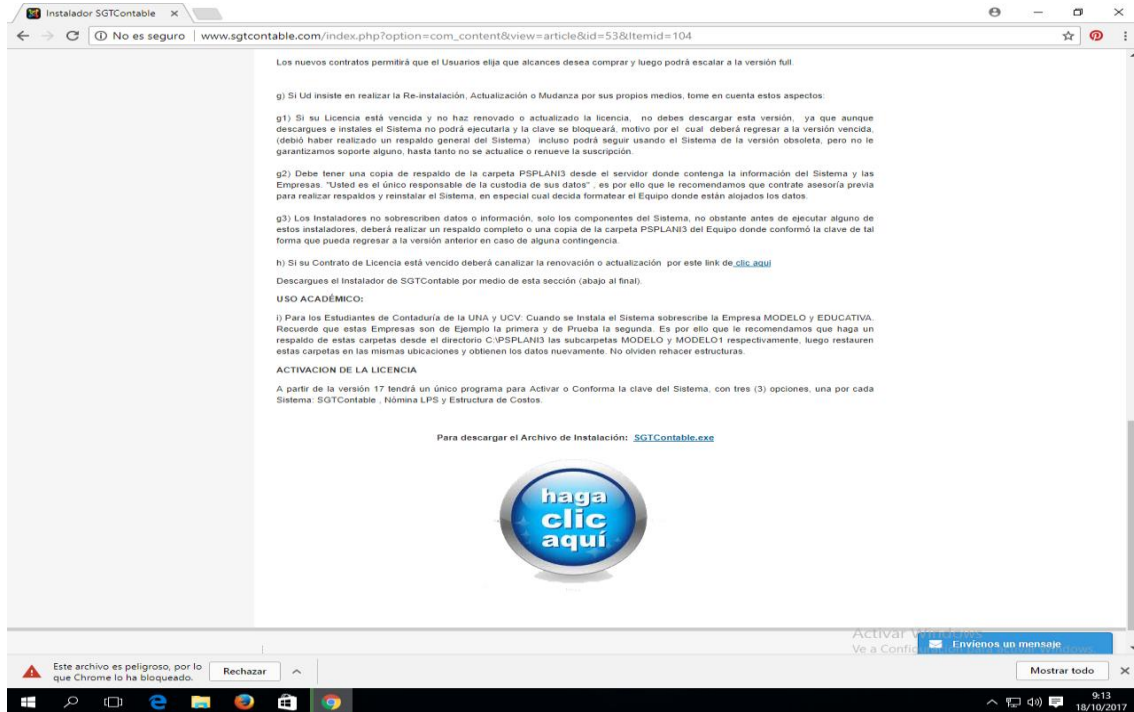 Instalador SGTContable
No es seguro | www.sgtcontable.com/index.php?option=com_content&view=article&id=53&Itemid=104
Los nuevos contratos permitirá que el Usuarios elija que alcances desea comprar y luego podrá escalar a la versión full.
g) Si Ud insiste en realizar la Re-instalación, Actualización o Mudanza por sus propios medios, tome en cuenta estos aspectos:
g1) Si su Licencia está vencida y no haz renovado o actualizado la licencia, no debes descargar esta versión, ya que aunque
descargues e instales el Sistema no podrá ejecutarla y la clave se bloqueará, motivo por el cual deberá regresar a la versión vencida,
(debió haber realizado un respaldo general del Sistema) incluso podrá seguir usando el Sistema de la versión obsoleta, pero no le
garantizamos soporte alguno, hasta tanto no se actualice o renueve la suscripción.
g2) Debe tener una copia de respaldo de la carpeta PSPLANI3 desde el servidor donde contenga la información del Sistema y las
Empresas. "Usted es el único responsable de la custodia de sus datos" , es por ello que le recomendamos que contrate asesoría previa
para realizar respaldos y reinstalar el Sistema, en especial cual decida formatear el Equipo donde están alojados los datos.
g3) Los Instaladores no sobrescriben datos o información, solo los componentes del Sistema, no obstante antes de ejecutar alguno de
estos instaladores, deberá realizar un respaldo completo o una copia de la carpeta PSPLANI3 del Equipo donde conformó la clave de tal
forma que pueda regresar a la versión anterior en caso de alguna contingencia.
h) Si su Contrato de Licencia está vencido deberá canalizar la renovación o actualización por este link de clic aqui
Descargues el Instalador de SGTContable por medio de esta sección (abajo al final).
USO ACADÉMICO:
i) Para los Estudiantes de Contaduría de la UNA y UCV: Cuando se Instala el Sistema sobrescribe la Empresa MODELO y EDUCATIVA.
Recuerde que estas Empresas son de Ejemplo la primera y de Prueba la segunda. Es por ello que le recomendamos que haga un
respaldo de estas carpetas desde el directorio C:\PSPLANI3 las subcarpetas MODELO y MODELO1 respectivamente, luego restauren
estas carpetas en las mismas ubicaciones y obtienen los datos nuevamente. No olviden rehacer estructuras.
ACTIVACION DE LA LICENCIA
A partir de la versión 17 tendrá un único programa para Activar o Conforma la clave del Sistema, con tres (3) opciones, una por cada
Sistema: SGTContable , Nómina LPS y Estructura de Costos.
Para descargar el Archivo de Instalación: SGTContable.exe
haga
clic
aquí
Activar Windows
Ve a
Envíenos un mensaje
Este archivo es peligroso, por lo
que Chrome lo ha bloqueado.
Rechazar
Mostrar todo
9:13
18/10/2017